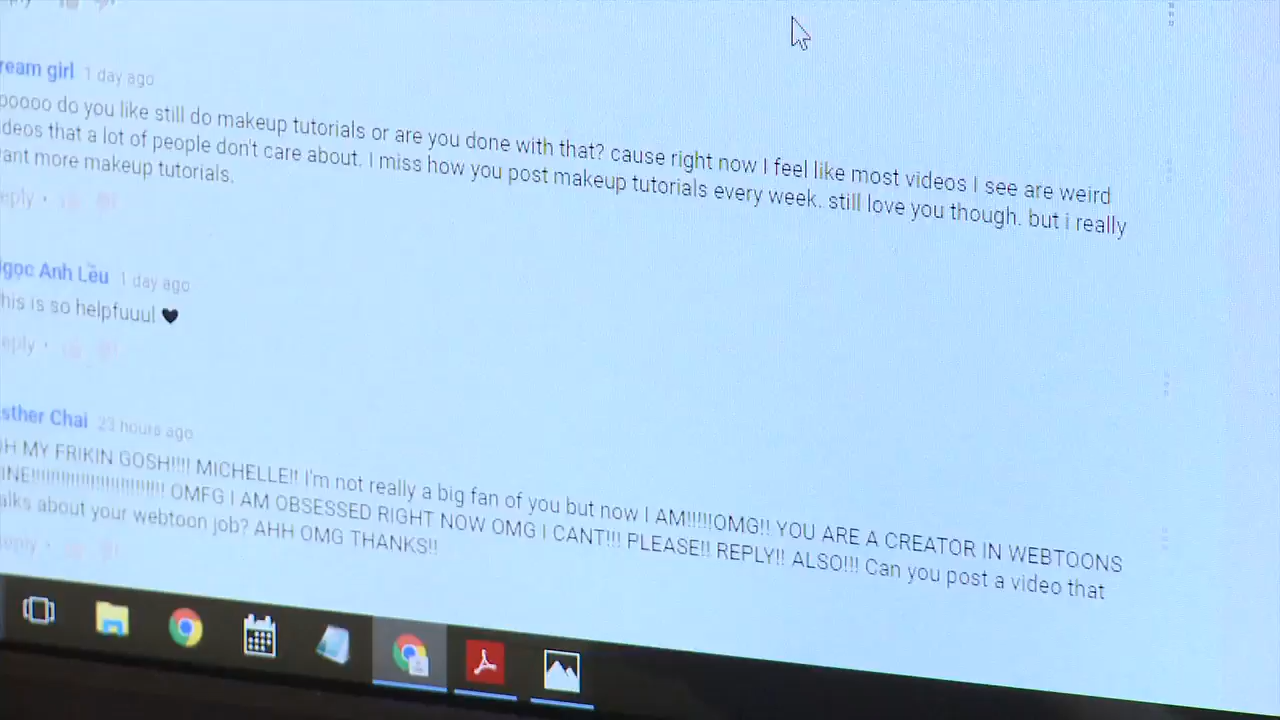 ream girl 1 day ago
ooooo do you like still do makeup tutorials or are you done with that? cause right now I feel like most videos I see are weird
deos that a lot of people don't care about. I miss how you post makeup tutorials every week. still love you though. but i really
ant more makeup tutorials.
eply •
gọc Anh Lều 1 day ago
his is so helpfuuul ♥
eply •
sther Chai 23 hours ago
OH MY FRIKIN GOSH!!!! MICHELLE!! I'm not really a big fan of you but now I AM!!!!!OMG!! YOU ARE A CREATOR IN WEBTOONS
INE!!!!!!!!!!!!!!!!!!!!!!!!!!! OMFG I AM OBSESSED RIGHT NOW OMG I CANT!!! PLEASE!! REPLY!! ALSO!!! Can you post a video that
alks about your webtoon job? AHH OMG THANKS!!
eply •